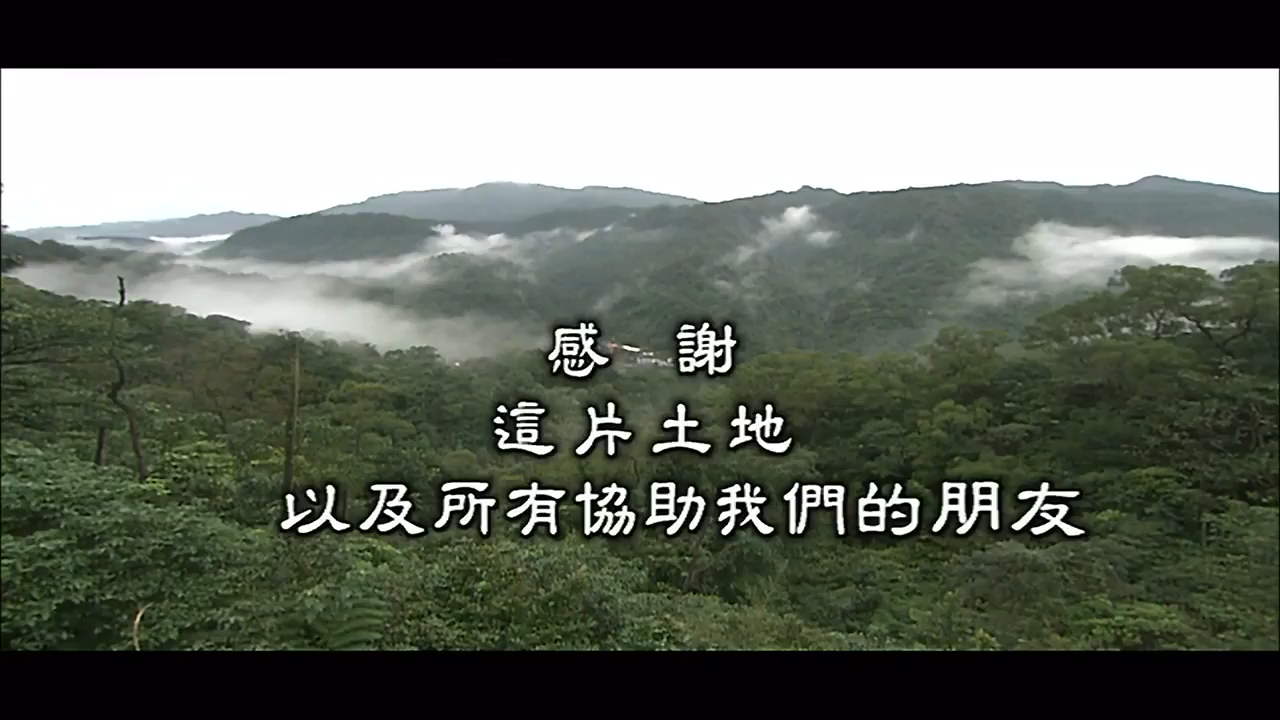 感 謝
這片土地
以及所有協助我們的朋友